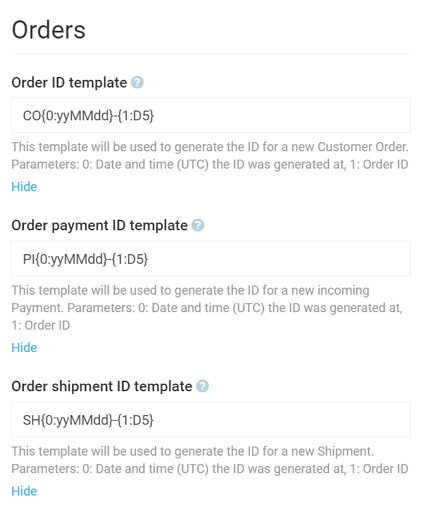 Orders
Order ID template ?
CO{0:yyMMdd}-{1:D5}
This template will be used to generate the ID for a new Customer Order.
Parameters: 0: Date and time (UTC) the ID was generated at, 1: Order ID
Hide
Order payment ID template ?
PI{0:yyMMdd}-{1:D5}
This template will be used to generate the ID for a new incoming
Payment. Parameters: 0: Date and time (UTC) the ID was generated at,
1: Order ID
Hide
Order shipment ID template ?
SH{0:yyMMdd}-{1:D5}
This template will be used to generate the ID for a new Shipment.
Parameters: 0: Date and time (UTC) the ID was generated at, 1: Order ID
Hide